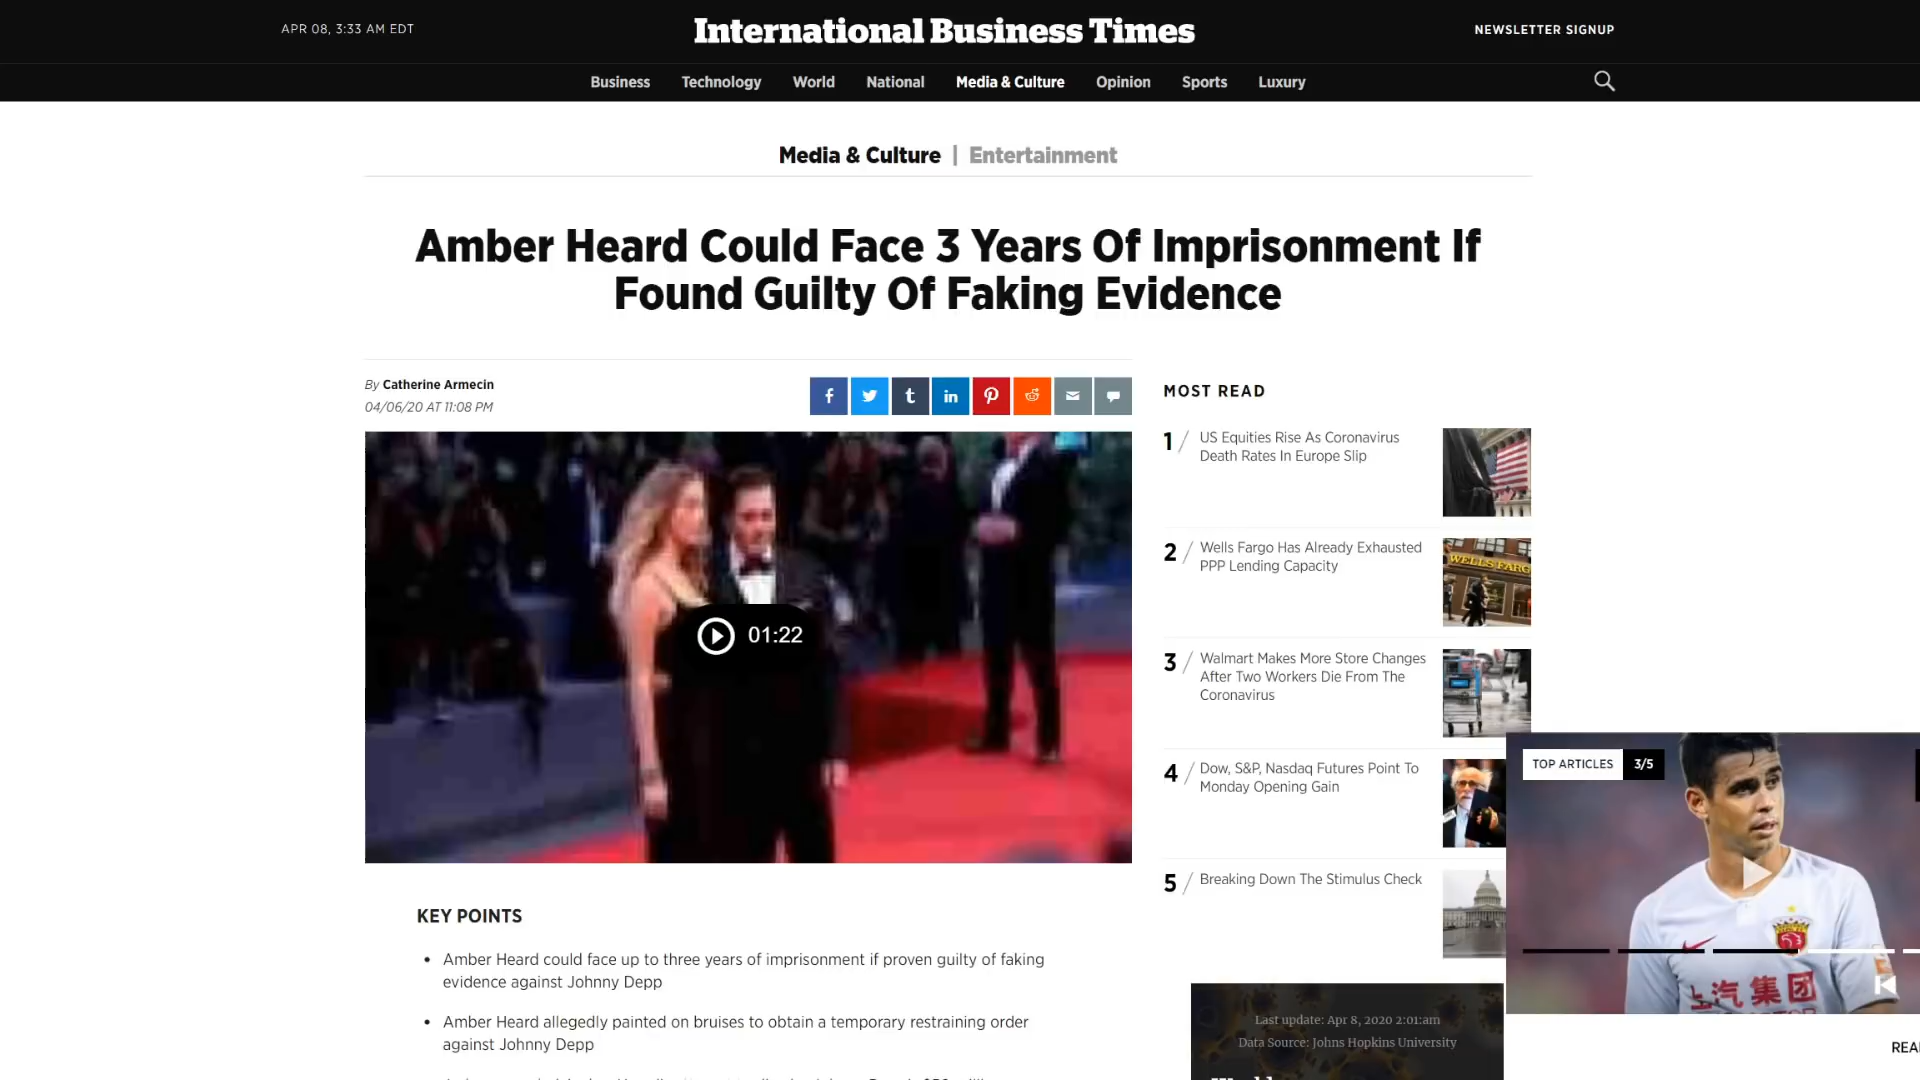 APR 08, 3:33 AM EDT
International Business Times
NEWSLETTER SIGNUP
Business Technology World National Media & Culture Opinion Sports Luxury
Media & Culture | Entertainment
Amber Heard Could Face 3 Years Of Imprisonment If
Found Guilty Of Faking Evidence
By Catherine Armecin
04/06/20 AT 11:08 PM
01:22
KEY POINTS
• Amber Heard could face up to three years of imprisonment if proven guilty of faking
evidence against Johnny Depp
• Amber Heard allegedly painted on bruises to obtain a temporary restraining order
against Johnny Depp
MOST READ
1 / US Equities Rise As Coronavirus
Death Rates In Europe Slip
2 / Wells Fargo Has Already Exhausted
PPP Lending Capacity
WELLS FARG
3 / Walmart Makes More Store Changes
After Two Workers Die From The
Coronavirus
4 / Dow, S&P, Nasdaq Futures Point To
Monday Opening Gain
5 / Breaking Down The Stimulus Check
TOP ARTICLES 3/5
上汽集团
Last update: Apr 8, 2020 2:01:am
Data Source: Johns Hopkins University
REA